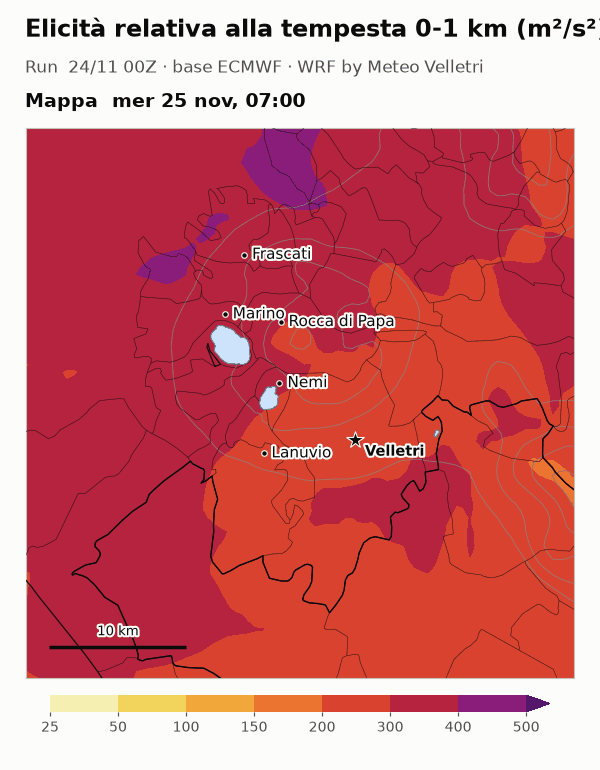 Elicità relativa alla tempesta 0-1 km (m²/s²)
Run 24/11 00Z · base ECMWF · WRF by Meteo Velletri
Mappa mer 25 nov, 07:00
Frascati
Marino
Rocca di Papa
Nemi
Velletri
Lanuvio
10 km
25 50 100 150 200 300 400 500